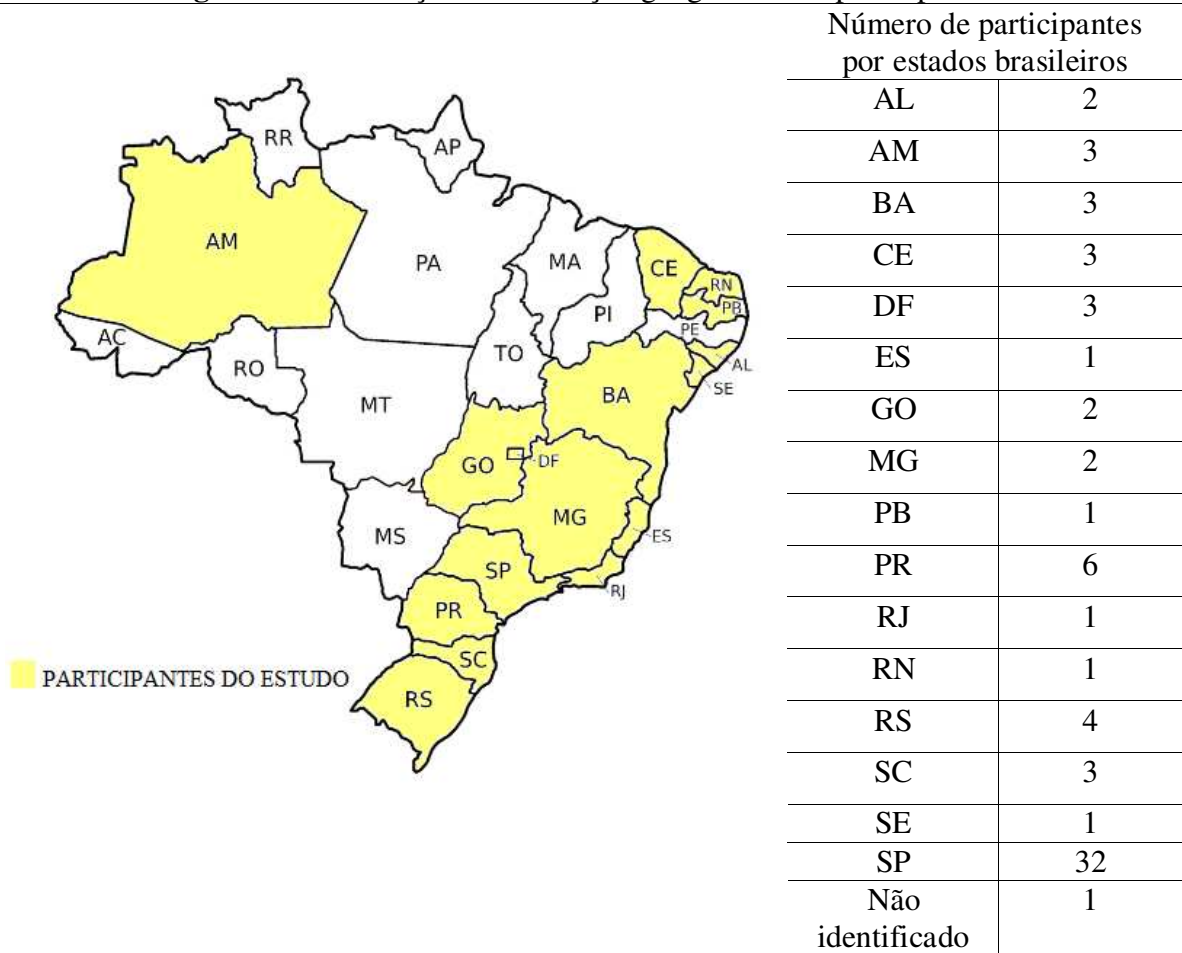 Número de participantes
por estados brasileiros
AL 2
AM 3
BA 3
CE 3
DF 3
ES 1
GO 2
MG 2
PB 1
PR 6
RJ 1
RN 1
RS 4
SC 3
SE 1
SP 32
Não 1
identificado
RR
AP
AM
PA
MA
CE
RN
PB
PI
PE
AC
RO
TO
AL
SE
MT
BA
GO
DF
MG
MS
ES
SP
RJ
PR
SC
RS
PARTICIPANTES DO ESTUDO